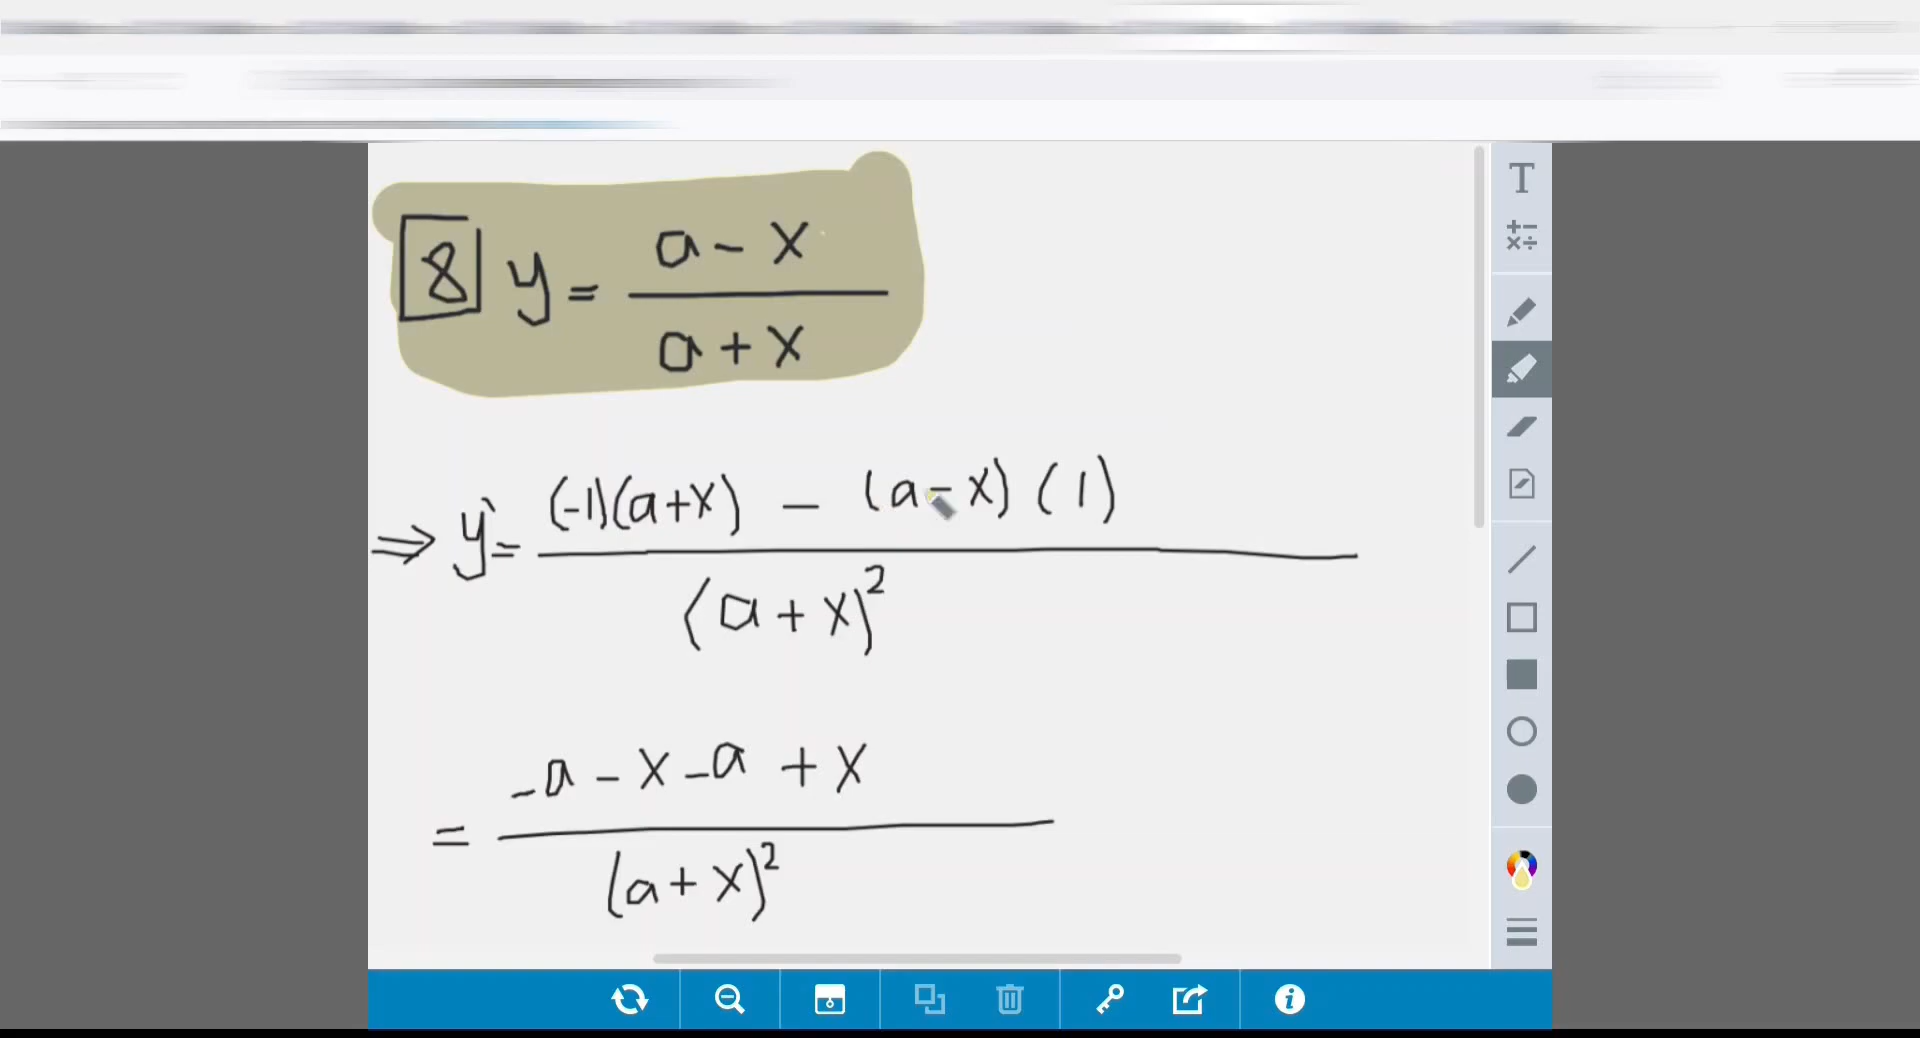 8 y = (a - x) / (a + x)
⇒ y' = ((-1)(a+x) - (a-x)(1)) / (a+x)²
= (-a - x - a + x) / (a+x)²
T